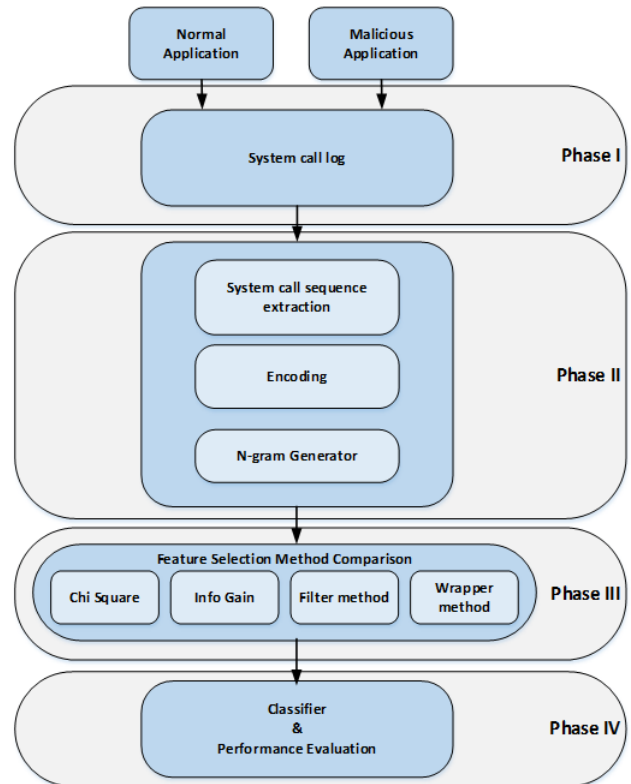 Normal
Application
Malicious
Application
System call log
Phase I
System call sequence
extraction
Encoding
Phase II
N-gram Generator
Feature Selection Method Comparison
Chi Square
Info Gain
Filter method
Wrapper
method
Phase III
Classifier
&
Performance Evaluation
Phase IV